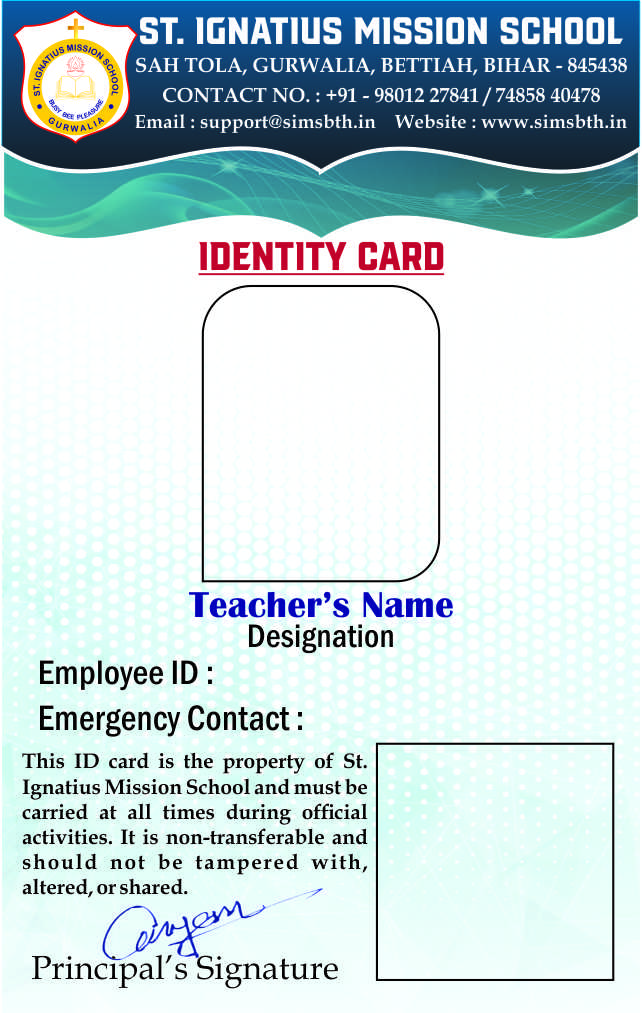 ST. IGNATIUS MISSION SCHOOL
SAH TOLA, GURWALIA, BETTIAH, BIHAR - 845438
CONTACT NO. : +91 - 98012 27841 / 74858 40478
Email : support@simsbth.in Website : www.simsbth.in
ST. IGNATIUS MISSION SCHOOL
BUSY BEE PLEASURE
GURWALIA
IDENTITY CARD
Teacher’s Name
Designation
Employee ID :
Emergency Contact :
This ID card is the property of St.
Ignatius Mission School and must be
carried at all times during official
activities. It is non-transferable and
should not be tampered with,
altered, or shared.
Principal’s Signature